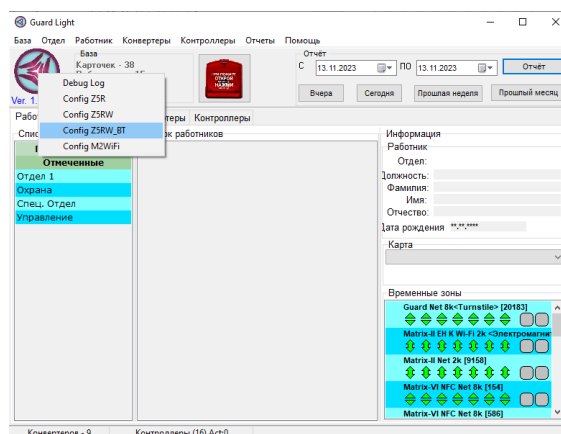 Guard Light
База Отдел Работник Конвертеры Контроллеры Отчеты Помощь
База
Карточек - 38
Ver. 1.
Отчёт
С 13.11.2023 ПО 13.11.2023 Отчёт
Вчера Сегодня Прошлая неделя Прошлый месяц
Debug Log
Config Z5R
Config Z5RW
Config Z5RW_BT
Config M2WiFi
Контроллеры
работников
Отмеченные
Отдел 1
Охрана
Спец. Отдел
Управление
Информация
Работник
Отдел:
Должность:
Фамилия:
Имя:
Отчество:
Дата рождения **.**.****
Карта
Временные зоны
Guard Net 8k<Turnstile> [20183]
Matrix-II EH K Wi-Fi 2k <Электромагни
Matrix-II Net 2k [9158]
Matrix-VI NFC Net 8k [154]
Matrix-VI NFC Net 8k [586]
Конвертеров - 9 Контроллеры (16) Act:0